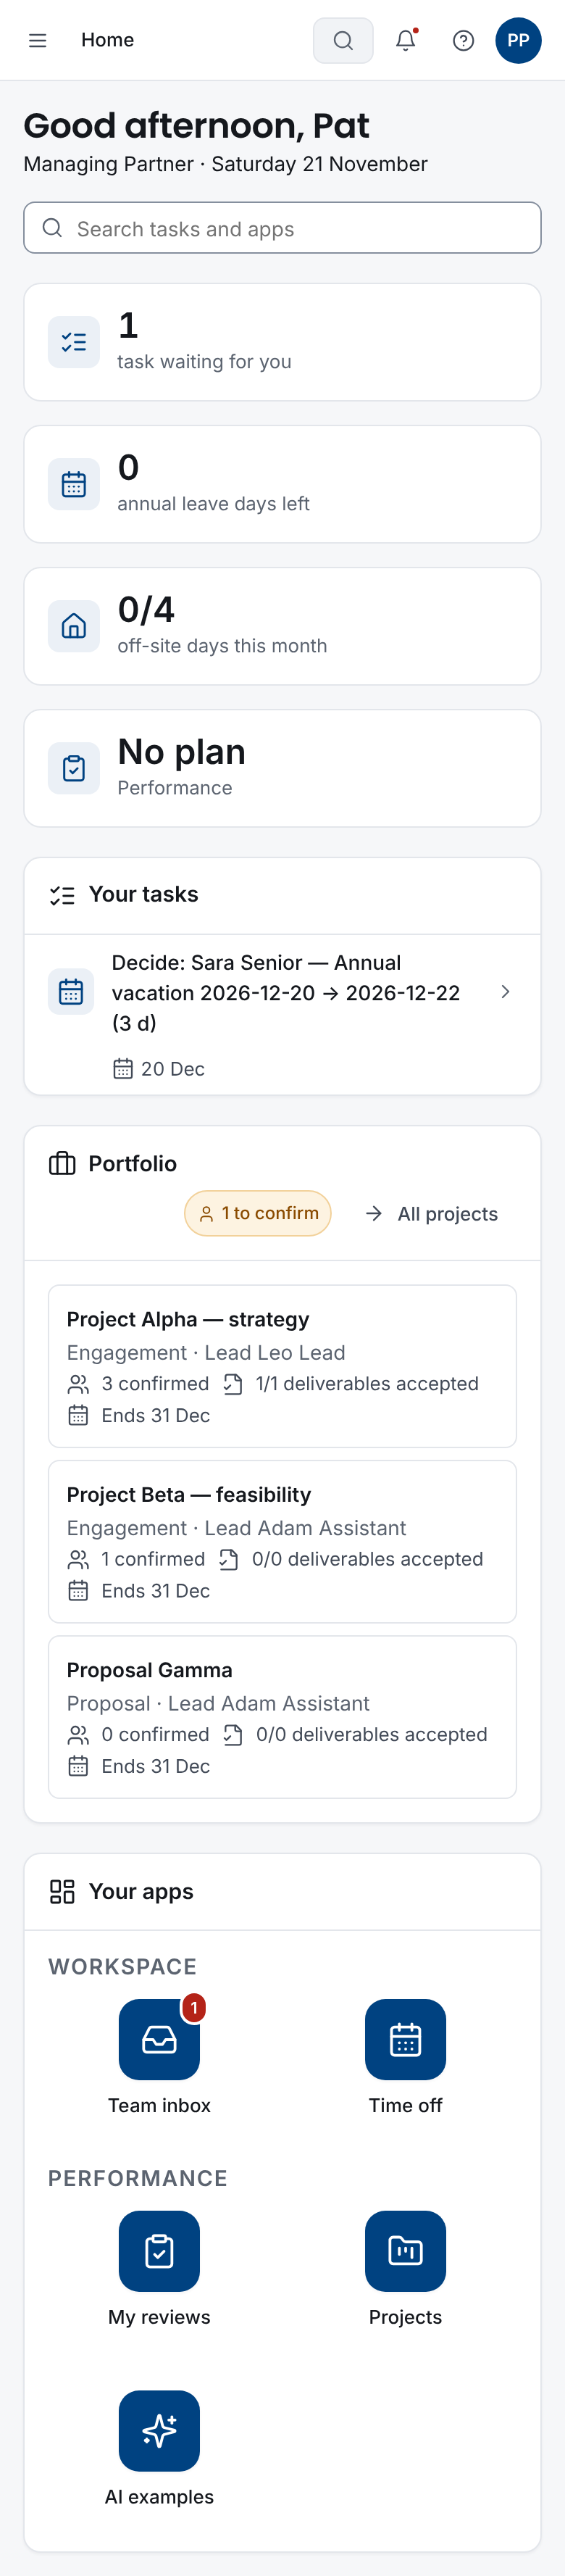 Home
PP
Good afternoon, Pat
Managing Partner · Saturday 21 November
Search tasks and apps
1
task waiting for you
0
annual leave days left
0/4
off-site days this month
No plan
Performance
Your tasks
Decide: Sara Senior — Annual
vacation 2026-12-20 → 2026-12-22
(3 d)
20 Dec
Portfolio
1 to confirm
All projects
Project Alpha — strategy
Engagement · Lead Leo Lead
3 confirmed 1/1 deliverables accepted
Ends 31 Dec
Project Beta — feasibility
Engagement · Lead Adam Assistant
1 confirmed 0/0 deliverables accepted
Ends 31 Dec
Proposal Gamma
Proposal · Lead Adam Assistant
0 confirmed 0/0 deliverables accepted
Ends 31 Dec
Your apps
WORKSPACE
1
Team inbox
Time off
PERFORMANCE
My reviews
Projects
AI examples